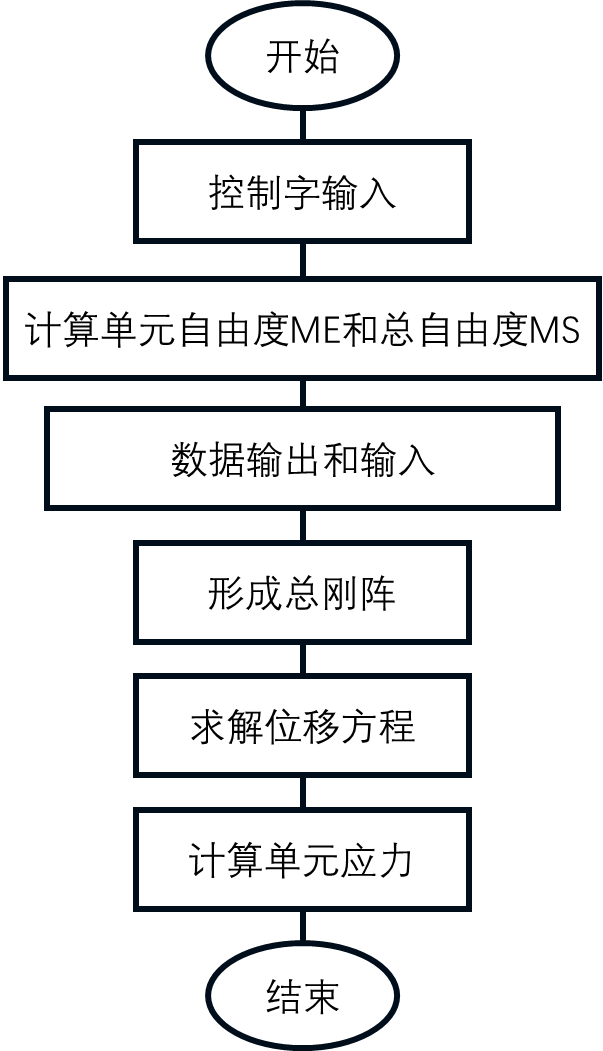 开始
控制字输入
计算单元自由度ME和总自由度MS
数据输出和输入
形成总刚阵
求解位移方程
计算单元应力
结束